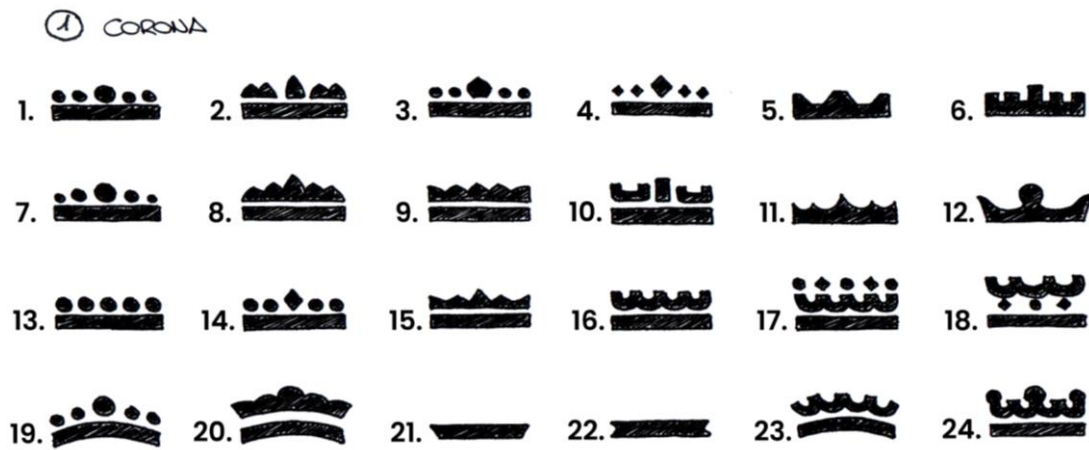 1 CORONA
1. 2. 3. 4. 5. 6.
7. 8. 9. 10. 11. 12.
13. 14. 15. 16. 17. 18.
19. 20. 21. 22. 23. 24.